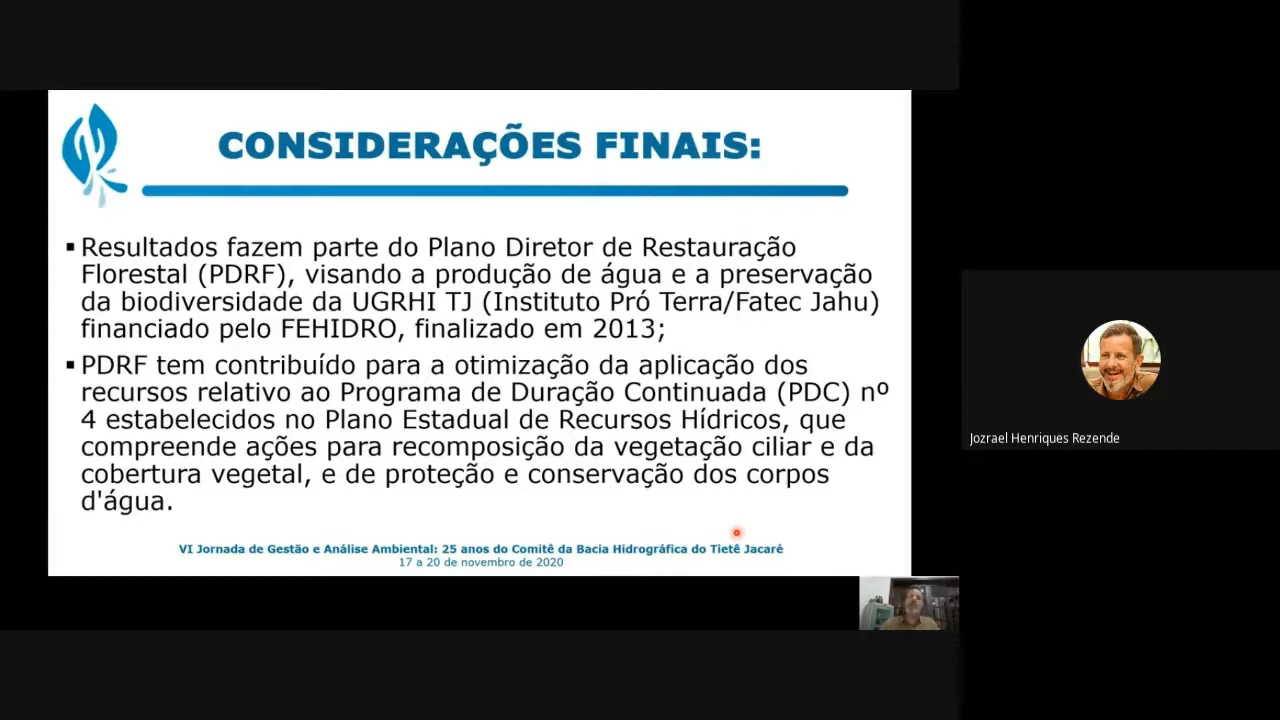 CONSIDERAÇÕES FINAIS:
▪ Resultados fazem parte do Plano Diretor de Restauração
Florestal (PDRF), visando a produção de água e a preservação
da biodiversidade da UGRHI TJ (Instituto Pró Terra/Fatec Jahu)
financiado pelo FEHIDRO, finalizado em 2013;
▪ PDRF tem contribuído para a otimização da aplicação dos
recursos relativo ao Programa de Duração Continuada (PDC) nº
4 estabelecidos no Plano Estadual de Recursos Hídricos, que
compreende ações para recomposição da vegetação ciliar e da
cobertura vegetal, e de proteção e conservação dos corpos
d'água.
VI Jornada de Gestão e Análise Ambiental: 25 anos do Comitê da Bacia Hidrográfica do Tietê Jacaré
17 a 20 de novembro de 2020
Jozrael Henriques Rezende